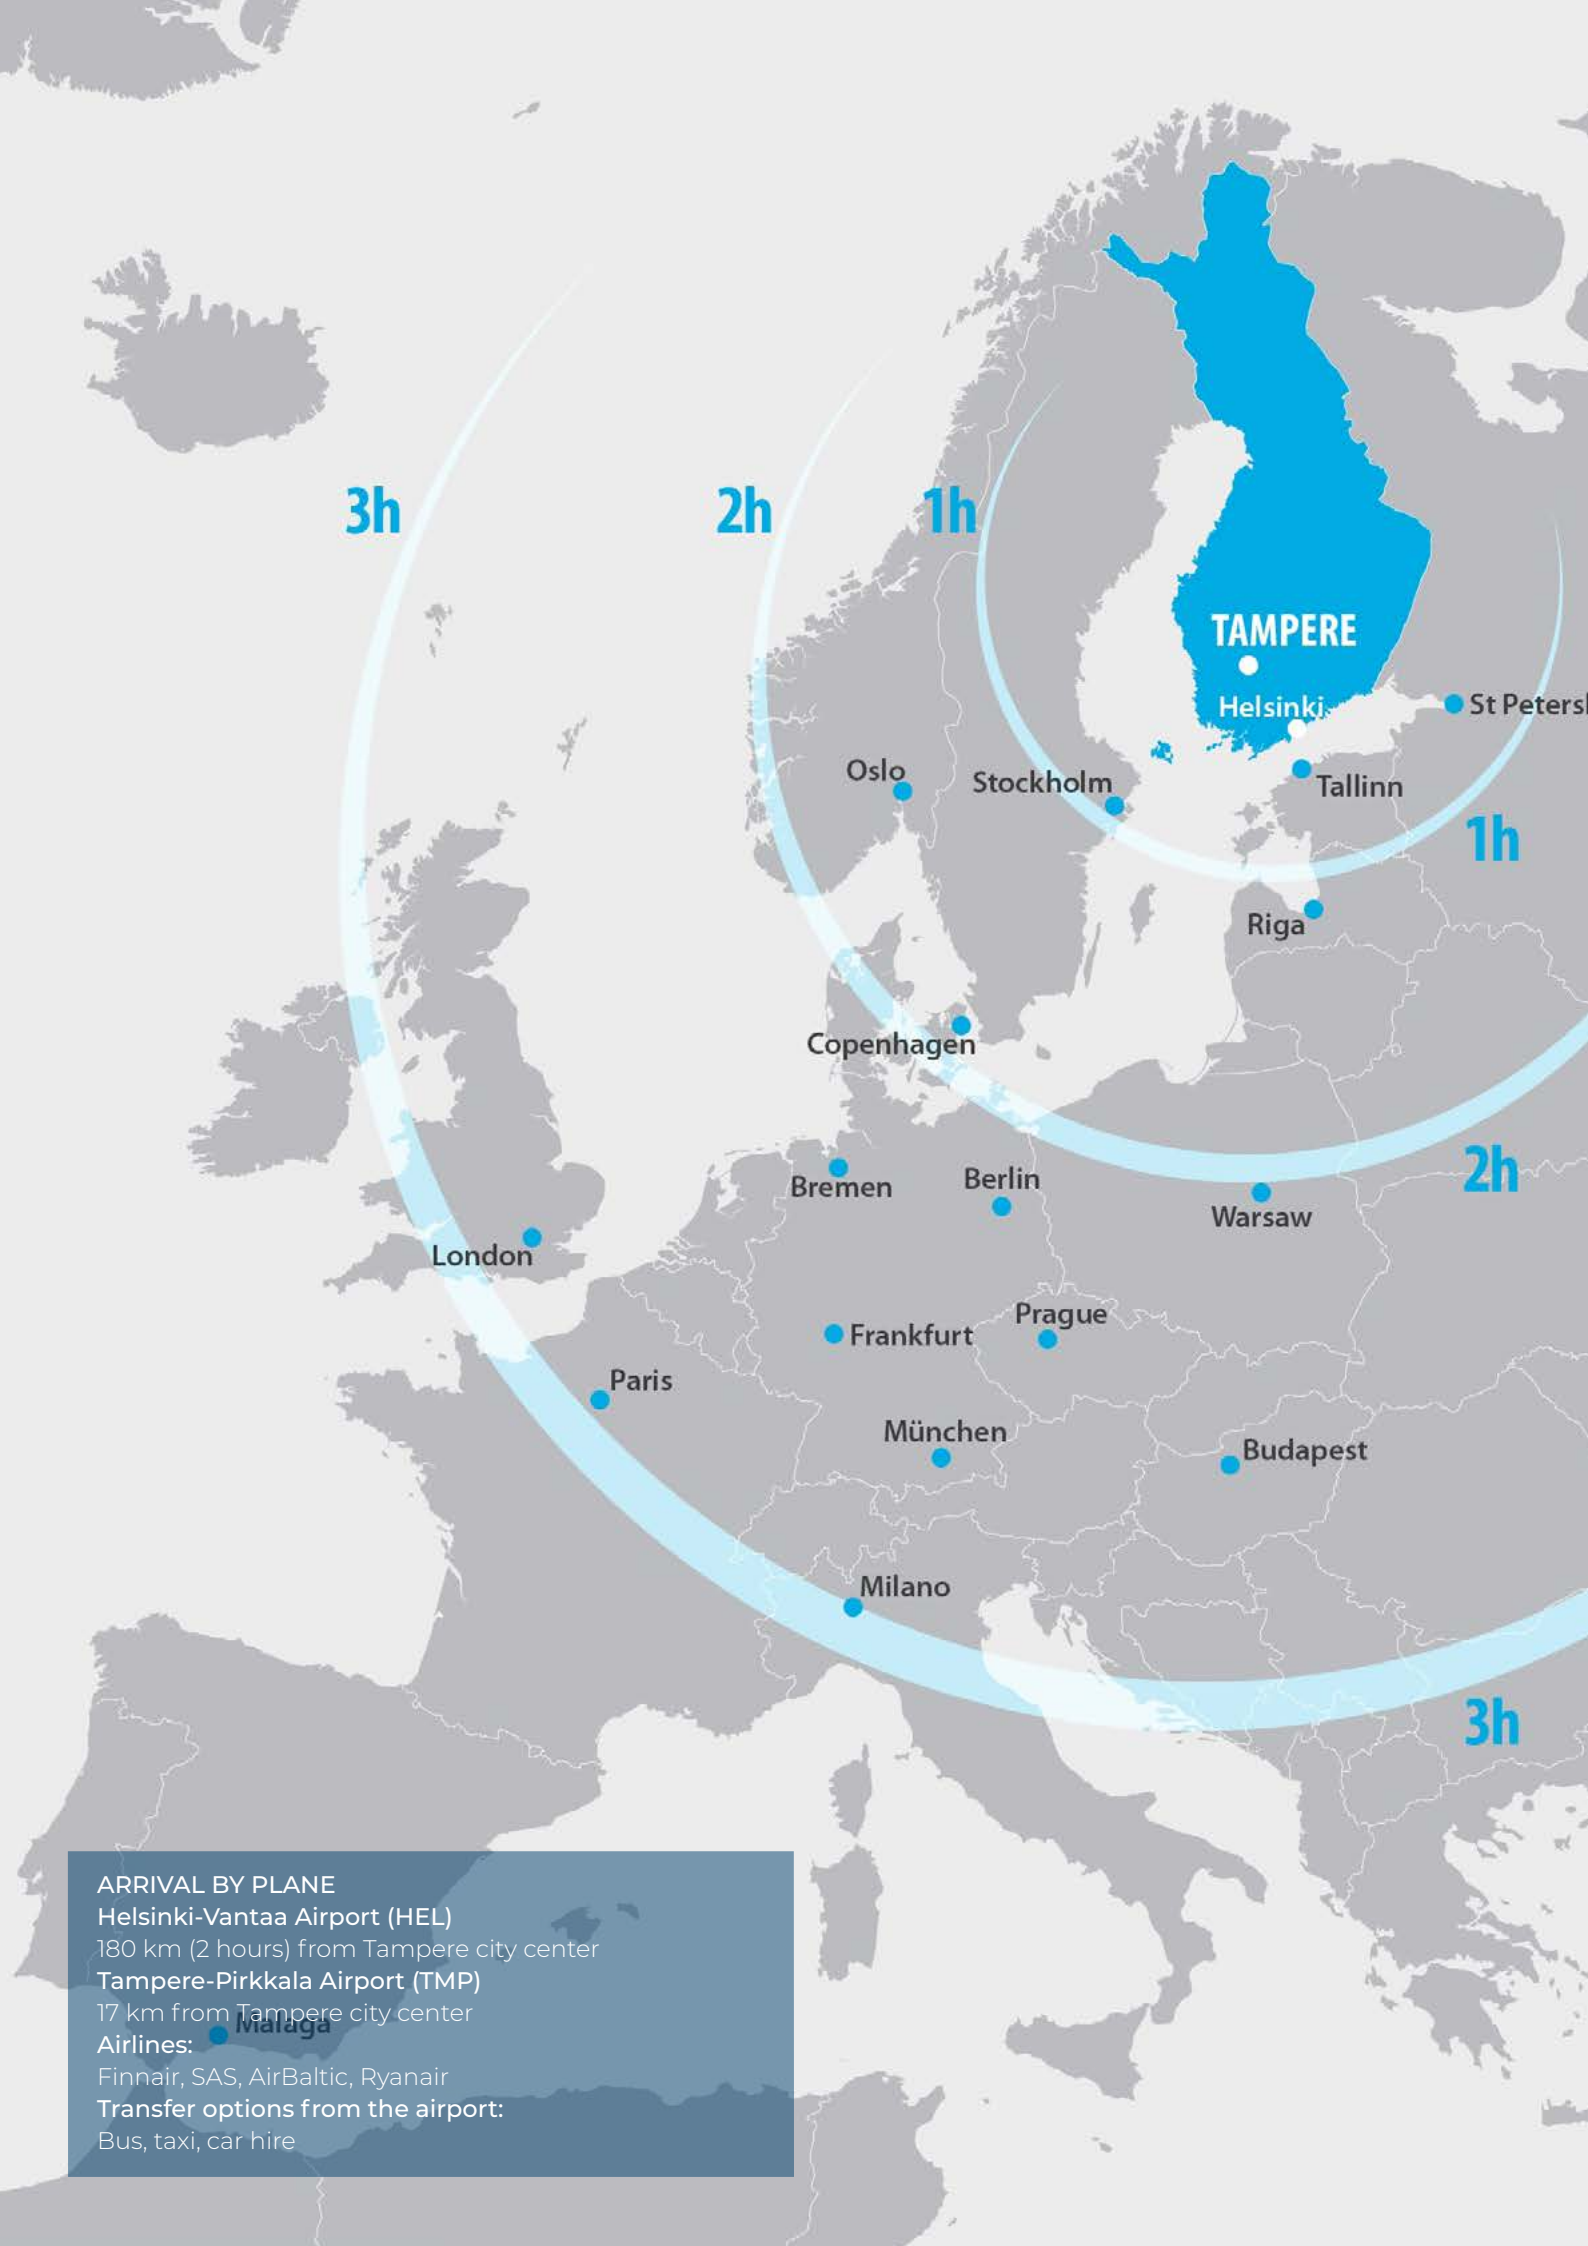 3h
2h
1h
TAMPERE
Helsinki
St Petersl
Oslo
Stockholm
Tallinn
1h
Riga
Copenhagen
2h
Bremen
Berlin
Warsaw
London
Prague
Frankfurt
Paris
München
Budapest
Milano
3h
ARRIVAL BY PLANE
Helsinki-Vantaa Airport (HEL)
180 km (2 hours) from Tampere city center
Tampere-Pirkkala Airport (TMP)
17 km from Tampere city center
Malaga
Airlines:
Finnair, SAS, AirBaltic, Ryanair
Transfer options from the airport:
Bus, taxi, car hire